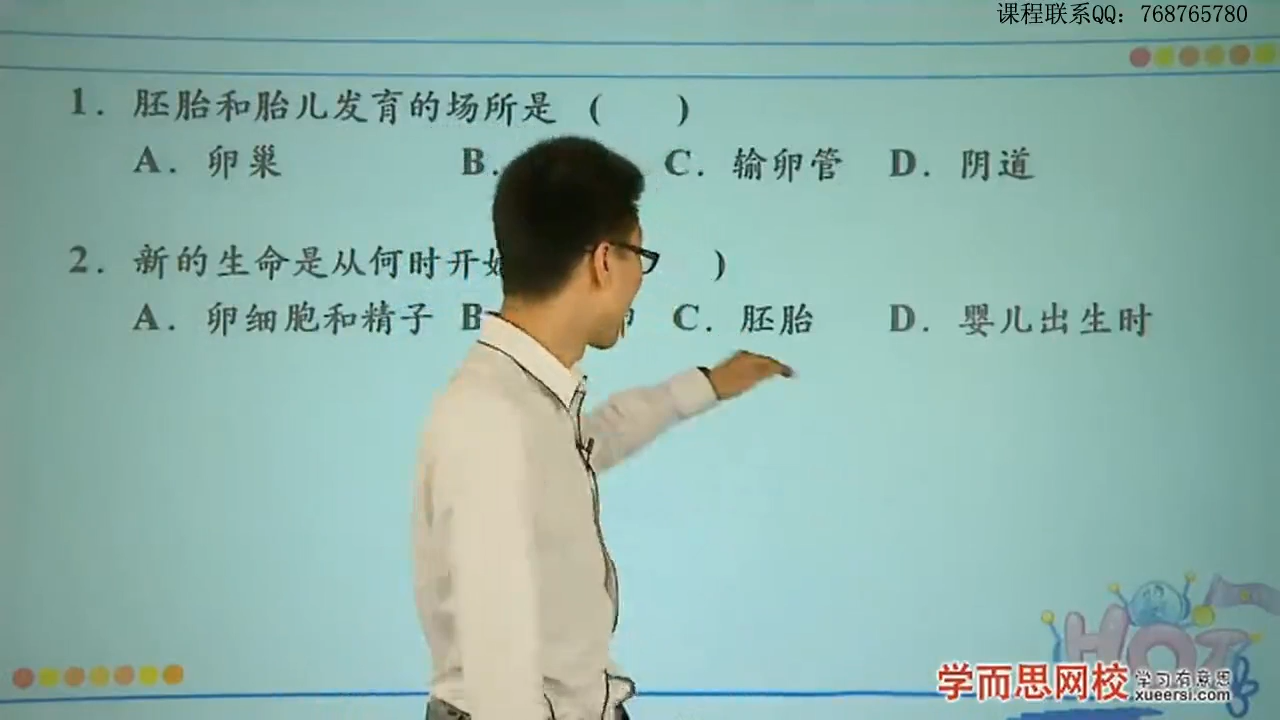 课程联系QQ：768765780
1． 胚胎和胎儿发育的场所是 （ ）
A． 卵巢 B． C． 输卵管 D． 阴道
2． 新的生命是从何时开始 ）
A． 卵细胞和精子 B 卵 C． 胚胎 D． 婴儿出生时
HOT
学而思网校 学习有意思
xueersi.com